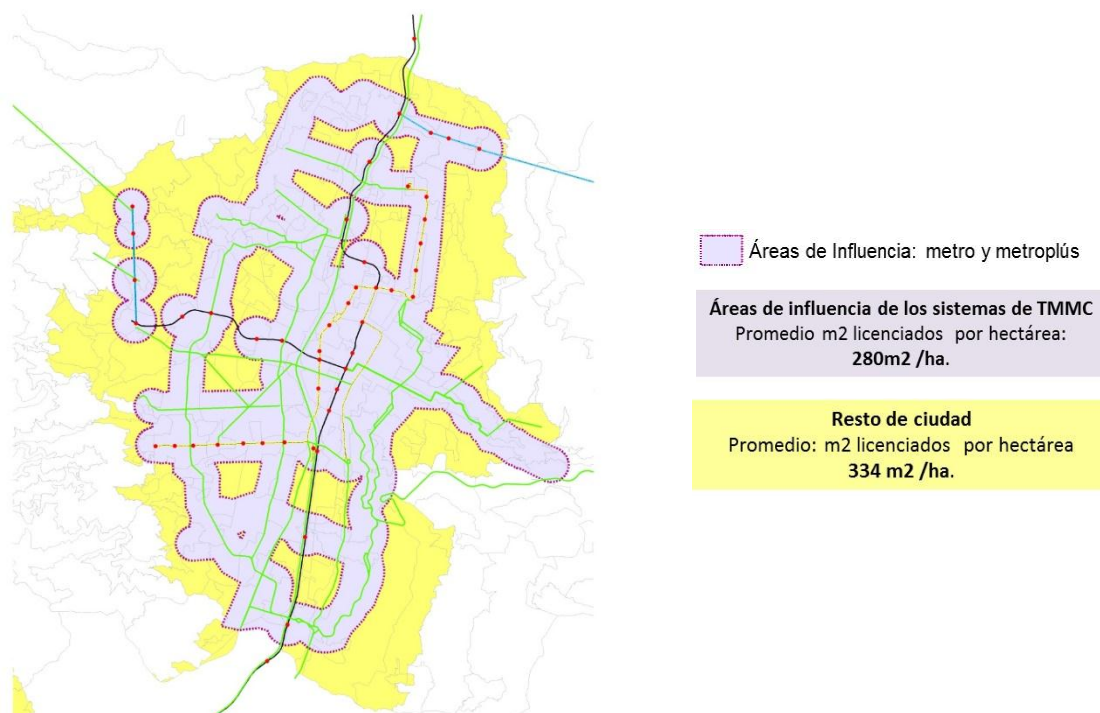 Áreas de Influencia: metro y metroplús
Áreas de influencia de los sistemas de TMMC
Promedio m2 licenciados por hectárea:
280m2 /ha.
Resto de ciudad
Promedio: m2 licenciados por hectárea
334 m2 /ha.